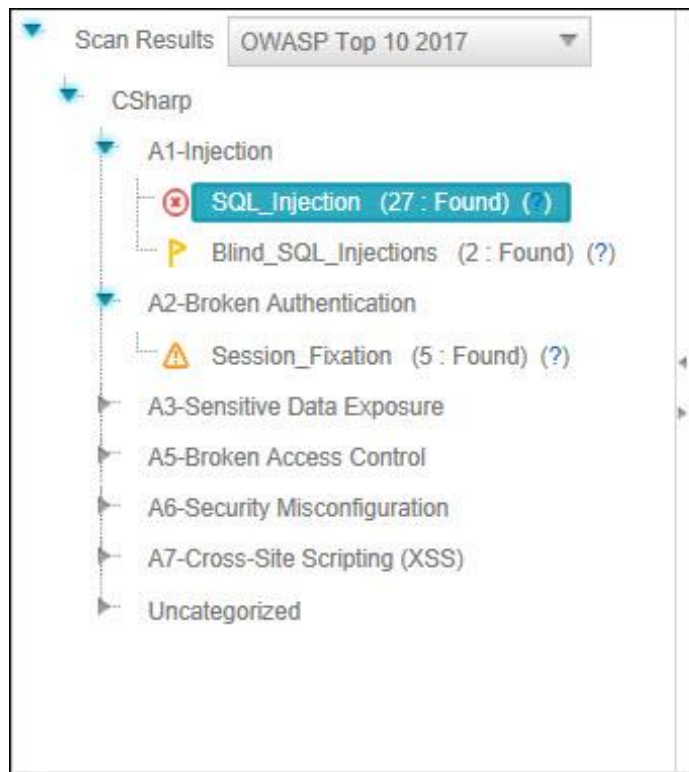 Scan Results OWASP Top 10 2017
CSharp
A1-Injection
SQL_Injection (27 : Found) (?)
Blind_SQL_Injections (2 : Found) (?)
A2-Broken Authentication
Session_Fixation (5 : Found) (?)
A3-Sensitive Data Exposure
A5-Broken Access Control
A6-Security Misconfiguration
A7-Cross-Site Scripting (XSS)
Uncategorized